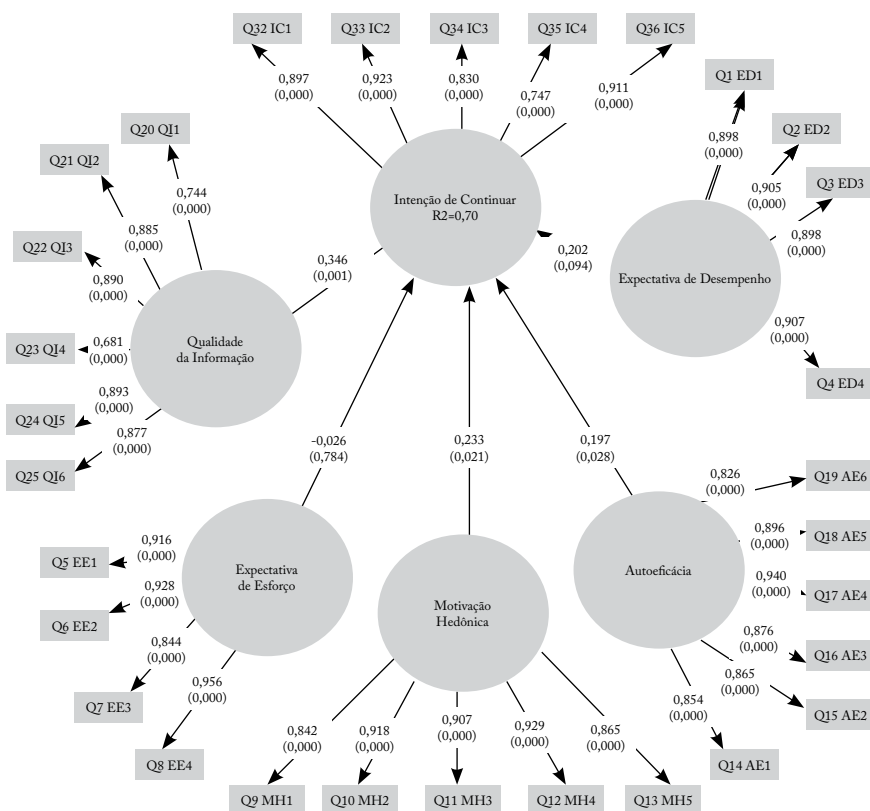 Q32 IC1
Q33 IC2
Q34 IC3
Q35 IC4
Q36 IC5
0,897
(0,000)
0,923
(0,000)
0,830
(0,000)
0,747
(0,000)
0,911
(0,000)
Intenção de Continuar
R2=0,70
Q1 ED1
Q2 ED2
Q3 ED3
Q4 ED4
0,898
(0,000)
0,905
(0,000)
0,898
(0,000)
0,907
(0,000)
Expectativa de Desempenho
0,202
(0,094)
Q20 QI1
Q21 QI2
Q22 QI3
Q23 QI4
Q24 QI5
Q25 QI6
0,744
(0,000)
0,885
(0,000)
0,890
(0,000)
0,681
(0,000)
0,893
(0,000)
0,877
(0,000)
Qualidade
da Informação
0,346
(0,001)
-0,026
(0,784)
0,233
(0,021)
0,197
(0,028)
Q5 EE1
Q6 EE2
Q7 EE3
Q8 EE4
0,916
(0,000)
0,928
(0,000)
0,844
(0,000)
0,956
(0,000)
Expectativa
de Esforço
Motivação
Hedônica
0,842
(0,000)
0,918
(0,000)
0,907
(0,000)
0,929
(0,000)
0,865
(0,000)
Q9 MH1
Q10 MH2
Q11 MH3
Q12 MH4
Q13 MH5
Autoeficácia
0,826
(0,000)
0,896
(0,000)
0,940
(0,000)
0,876
(0,000)
0,865
(0,000)
0,854
(0,000)
Q19 AE6
Q18 AE5
Q17 AE4
Q16 AE3
Q15 AE2
Q14 AE1